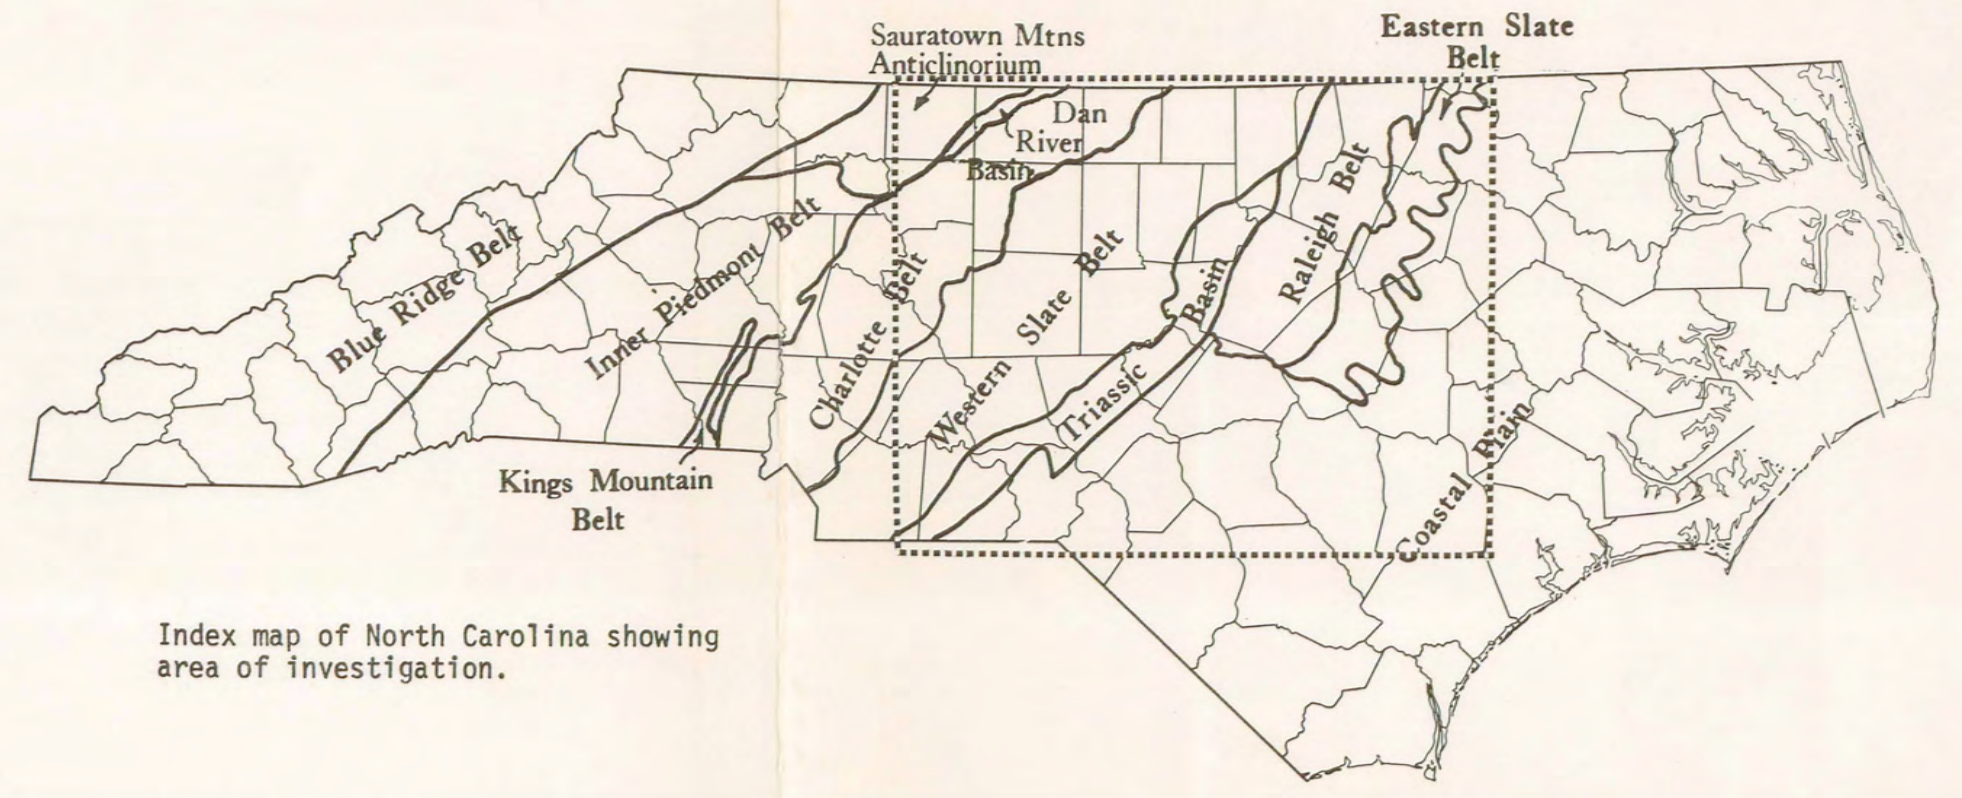 Sauratown Mtns
Anticlinorium
Eastern Slate
Belt
Dan
River
Basin
Blue Ridge Belt
Inner Piedmont Belt
Kings Mountain
Belt
Charlotte Belt
Western Slate Belt
Triassic Basin
Raleigh Belt
Coastal Plain
Index map of North Carolina showing
area of investigation.